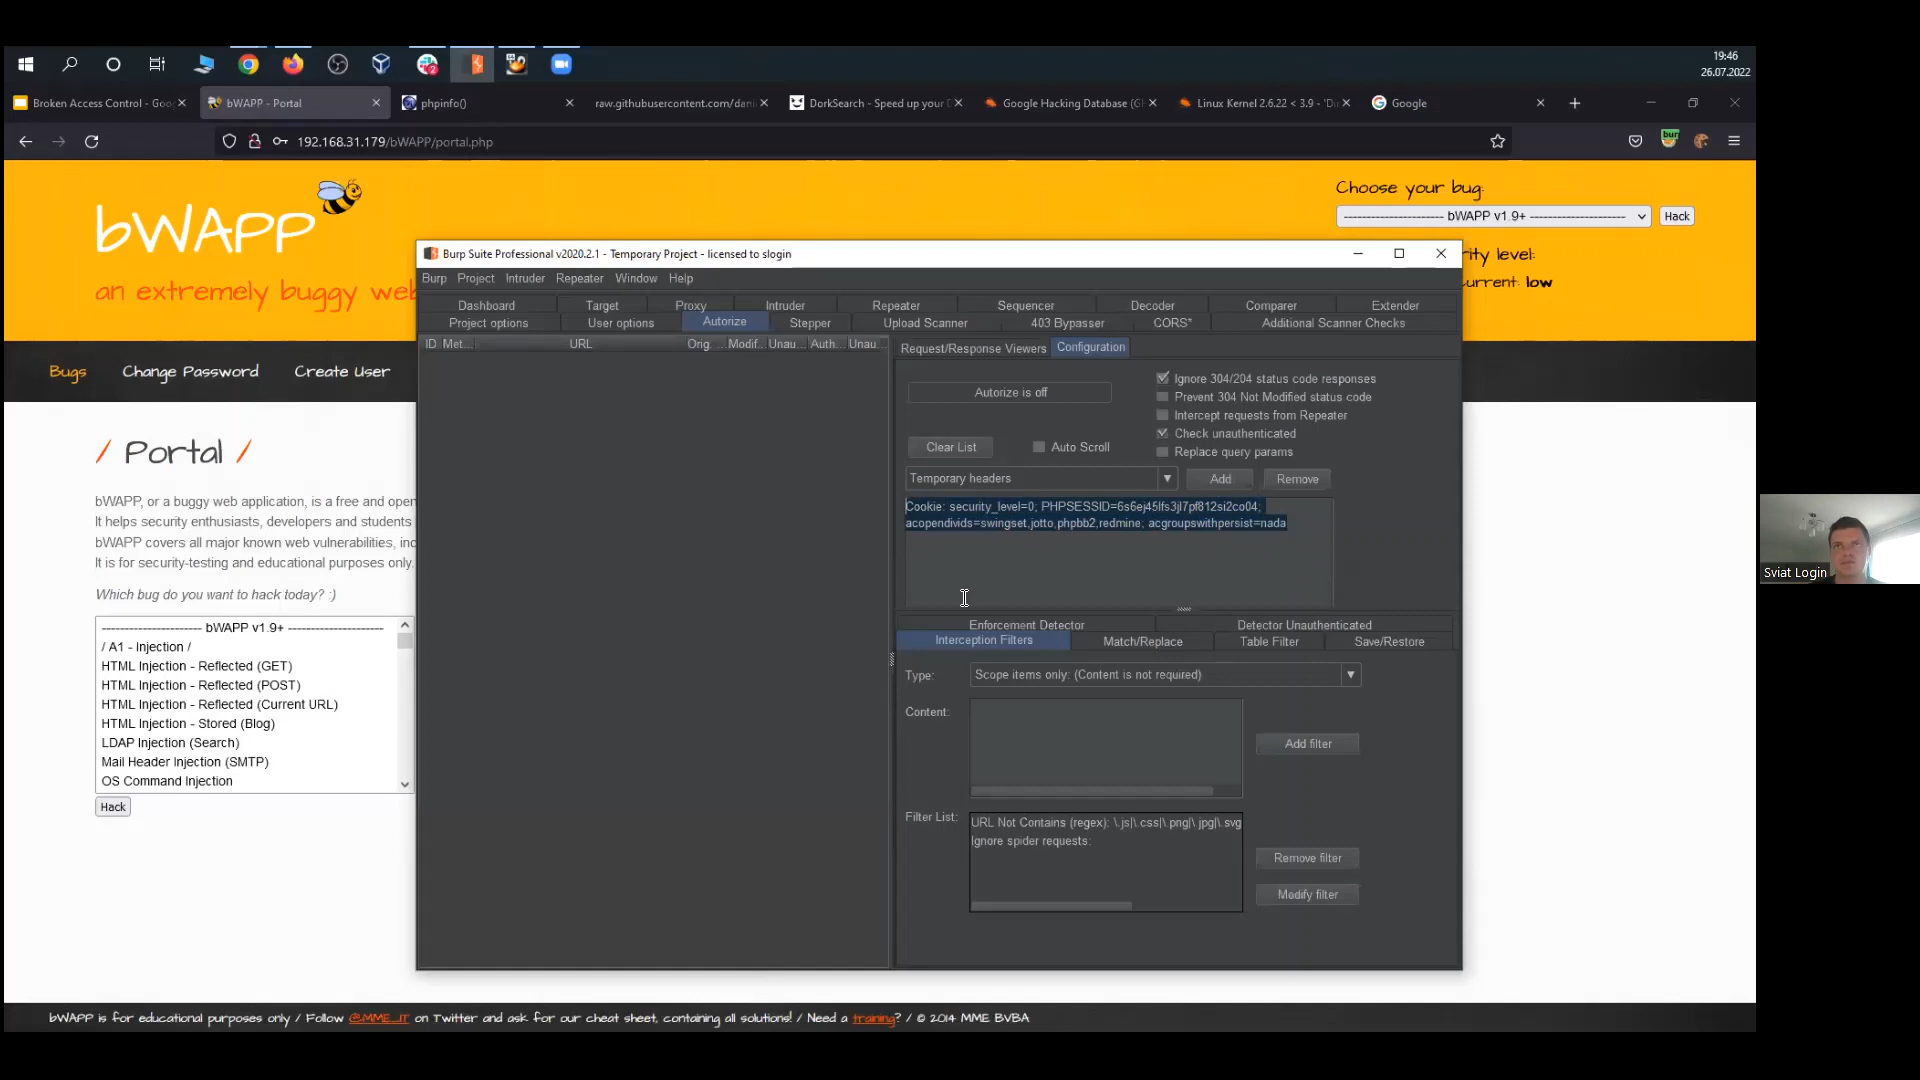 19:46
26.07.2022
Broken Access Control - Goo
bWAPP - Portal
phpinfo()
raw.githubusercontent.com/dani
DorkSearch - Speed up your D
Google Hacking Database (GH
Linux Kernel 2.6.22 < 3.9 - 'Du
Google
192.168.31.179/bWAPP/portal.php
bWAPP
an extremely buggy web
Choose your bug:
---------------------- bWAPP v1.9+ ----------------------
Hack
rity level:
urrent: low
Bugs
Change Password
Create User
/ Portal /
bWAPP, or a buggy web application, is a free and open
It helps security enthusiasts, developers and students
bWAPP covers all major known web vulnerabilities, inc
It is for security-testing and educational purposes only.
Which bug do you want to hack today? :)
---------------------- bWAPP v1.9+ ----------------------
/ A1 - Injection /
HTML Injection - Reflected (GET)
HTML Injection - Reflected (POST)
HTML Injection - Reflected (Current URL)
HTML Injection - Stored (Blog)
LDAP Injection (Search)
Mail Header Injection (SMTP)
OS Command Injection
Hack
Burp Suite Professional v2020.2.1 - Temporary Project - licensed to slogin
Burp Project Intruder Repeater Window Help
Dashboard Target Proxy Intruder Repeater Sequencer Decoder Comparer Extender
Project options User options Autorize Stepper Upload Scanner 403 Bypasser CORS* Additional Scanner Checks
ID Met... URL Orig. ... Modif... Unau... Auth... Unau
Request/Response Viewers Configuration
Autorize is off
Ignore 304/204 status code responses
Prevent 304 Not Modified status code
Intercept requests from Repeater
Check unauthenticated
Replace query params
Clear List
Auto Scroll
Temporary headers
Add
Remove
Cookie: security_level=0; PHPSESSID=6s6ej45lfs3jl7pf812si2co04;
acopendivids=swingset,jotto,phpbb2,redmine; acgroupswithpersist=nada
Enforcement Detector
Detector Unauthenticated
Interception Filters
Match/Replace
Table Filter
Save/Restore
Type:
Scope items only: (Content is not required)
Content:
Add filter
Filter List:
URL Not Contains (regex): \.js|\.css|\.png|\.jpg|\.svg
Ignore spider requests:
Remove filter
Modify filter
Sviat Login
bWAPP is for educational purposes only / Follow @MME_IT on Twitter and ask for our cheat sheet, containing all solutions! / Need a training? / © 2014 MME BVBA